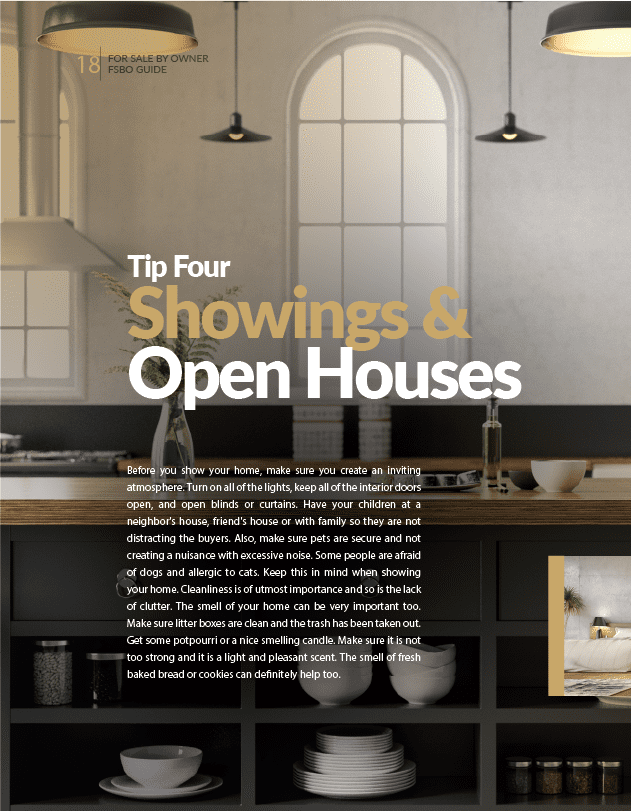 18
FOR SALE BY OWNER
FSBO GUIDE
Tip Four
Showings &
Open Houses
Before you show your home, make sure you create an inviting
atmosphere. Turn on all of the lights, keep all of the interior doors
open, and open blinds or curtains. Have your children at a
neighbor's house, friend's house or with family so they are not
distracting the buyers. Also, make sure pets are secure and not
creating a nuisance with excessive noise. Some people are afraid
of dogs and allergic to cats. Keep this in mind when showing
your home. Cleanliness is of utmost importance and so is the lack
of clutter. The smell of your home can be very important too.
Make sure litter boxes are clean and the trash has been taken out.
Get some potpourri or a nice smelling candle. Make sure it is not
too strong and it is a light and pleasant scent. The smell of fresh
baked bread or cookies can definitely help too.